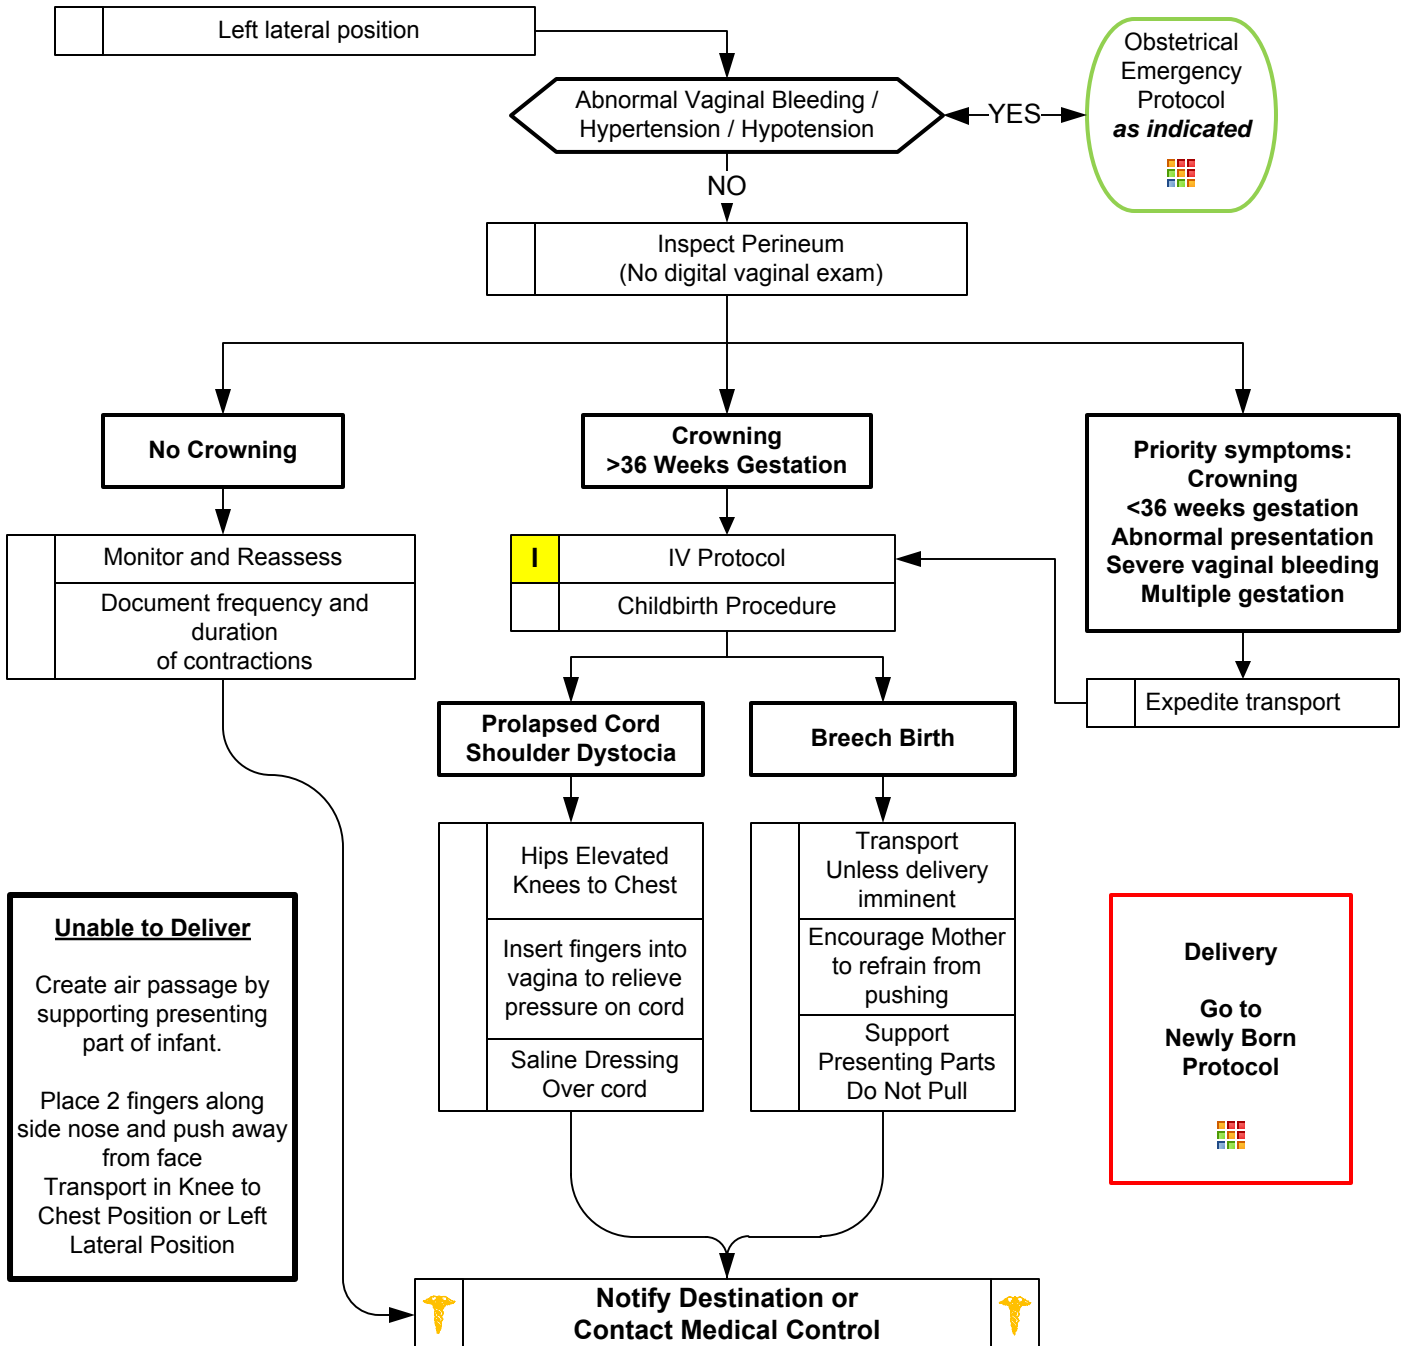 Left lateral position
Obstetrical
Emergency
Protocol
as indicated
Abnormal Vaginal Bleeding /
Hypertension / Hypotension
YES
NO
Inspect Perineum
(No digital vaginal exam)
No Crowning
Crowning
>36 Weeks Gestation
Priority symptoms:
Crowning
<36 weeks gestation
Abnormal presentation
Severe vaginal bleeding
Multiple gestation
Monitor and Reassess
Document frequency and
duration
of contractions
I
IV Protocol
Childbirth Procedure
Expedite transport
Prolapsed Cord
Shoulder Dystocia
Breech Birth
Hips Elevated
Knees to Chest
Insert fingers into
vagina to relieve
pressure on cord
Saline Dressing
Over cord
Transport
Unless delivery
imminent
Encourage Mother
to refrain from
pushing
Support
Presenting Parts
Do Not Pull
Unable to Deliver
Create air passage by
supporting presenting
part of infant.
Place 2 fingers along
side nose and push away
from face
Transport in Knee to
Chest Position or Left
Lateral Position
Delivery
Go to
Newly Born
Protocol
Notify Destination or
Contact Medical Control